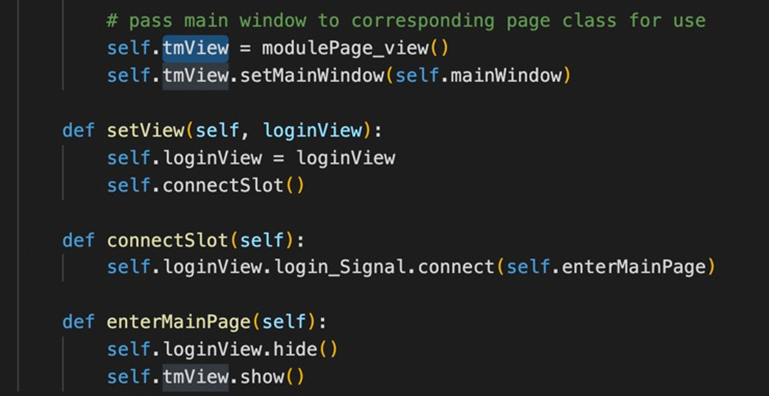 # pass main window to corresponding page class for use
self.tmView = modulePage_view()
self.tmView.setMainWindow(self.mainWindow)
def setView(self, loginView):
self.loginView = loginView
self.connectSlot()
def connectSlot(self):
self.loginView.login_Signal.connect(self.enterMainPage)
def enterMainPage(self):
self.loginView.hide()
self.tmView.show()